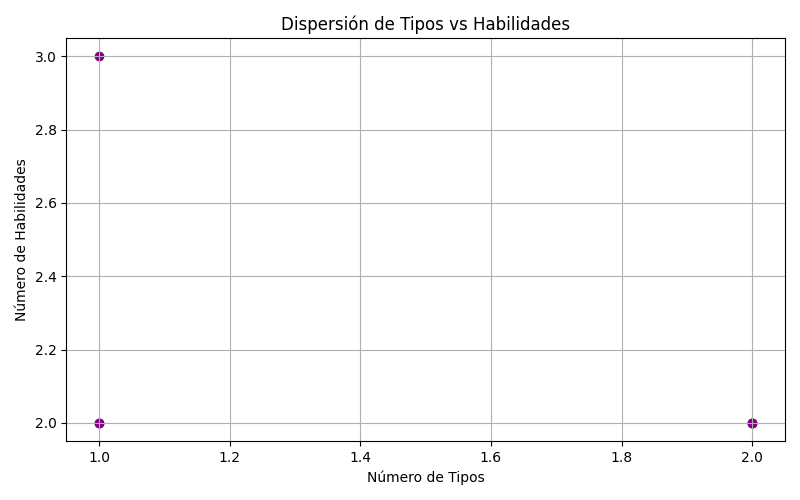 Dispersión de Tipos vs Habilidades
Número de Habilidades
3.0
2.8
2.6
2.4
2.2
2.0
1.0 1.2 1.4 1.6 1.8 2.0
Número de Tipos